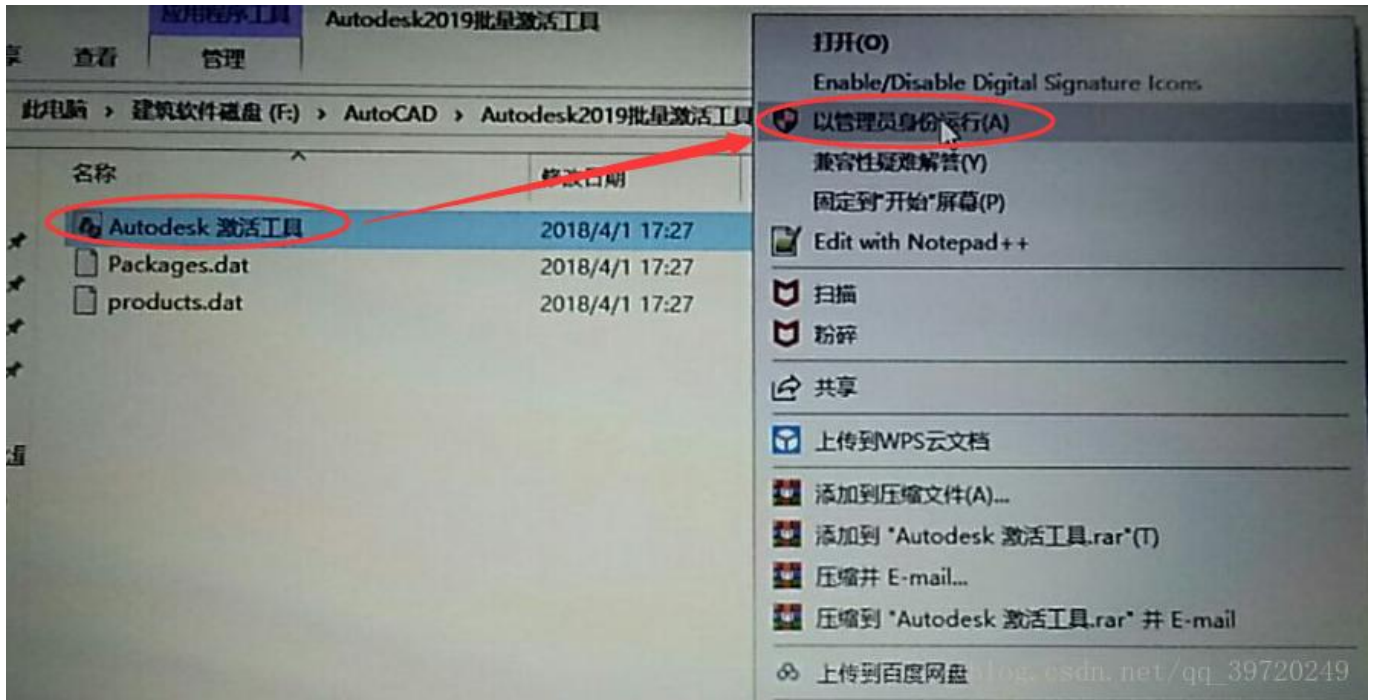 应用程序工具
Autodesk2019批量激活工具
享 查看 管理
此电脑 › 建筑软件磁盘 (F:) › AutoCAD › Autodesk2019批量激活工具
名称 修改日期
Autodesk 激活工具 2018/4/1 17:27
Packages.dat 2018/4/1 17:27
products.dat 2018/4/1 17:27
打开(O)
Enable/Disable Digital Signature Icons
以管理员身份运行(A)
兼容性疑难解答(Y)
固定到"开始"屏幕(P)
Edit with Notepad++
扫描
粉碎
共享
上传到WPS云文档
添加到压缩文件(A)...
添加到 "Autodesk 激活工具.rar"(T)
压缩并 E-mail...
压缩到 "Autodesk 激活工具.rar" 并 E-mail
上传到百度网盘
blog.csdn.net/qq_39720249